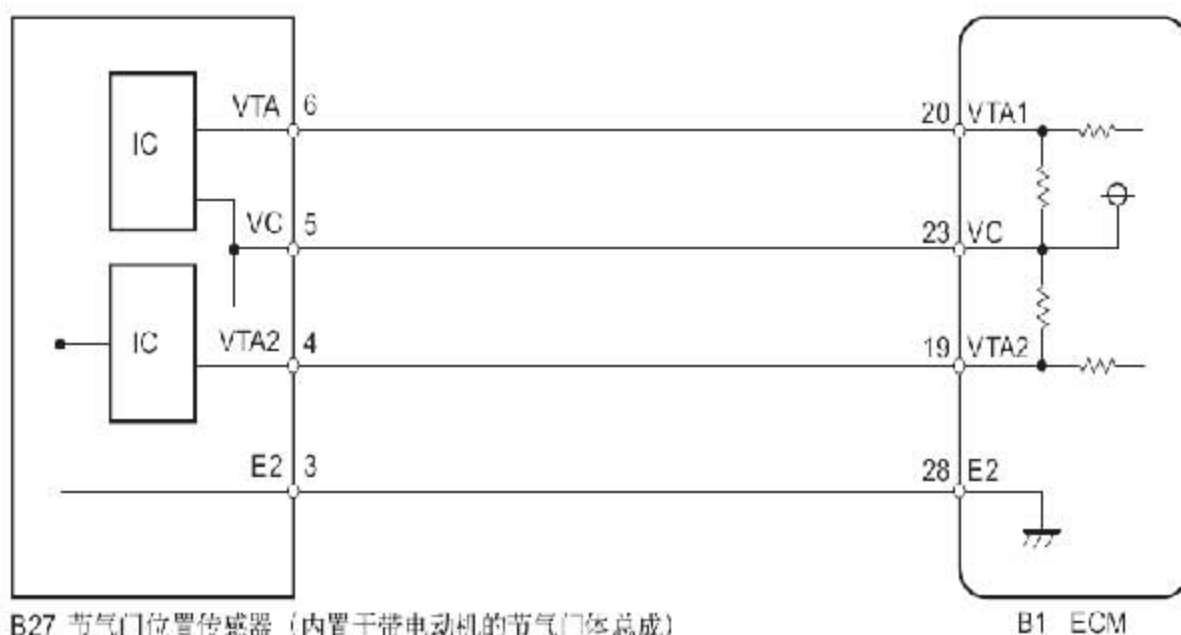 IC
VTA 6
20 VTA1
VC 5
23 VC
IC
VTA2 4
19 VTA2
E2 3
28 E2
B27 节气门位置传感器（内置于带电动机的节气门体总成）
B1 ECM